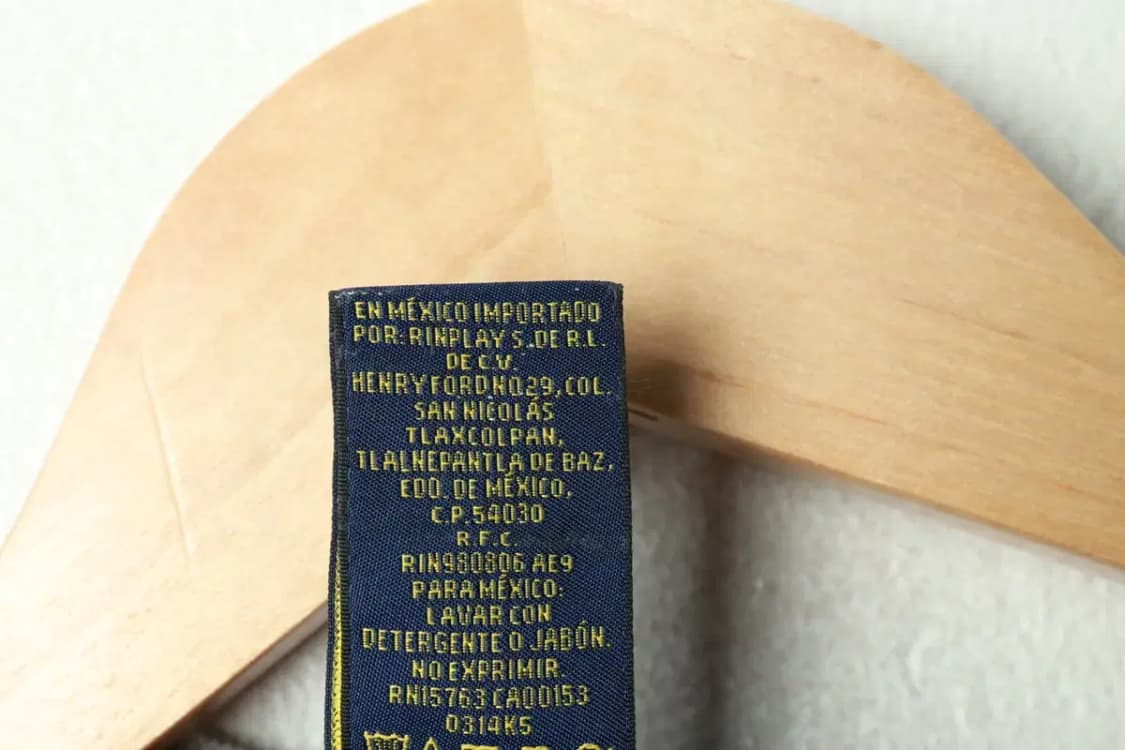 EN MÉXICO IMPORTADO
POR: RINPLAY S. DE R.L.
DE C.V.
HENRY FORD NO.29, COL.
SAN NICOLÁS
TLAXCOLPAN,
TLALNEPANTLA DE BAZ,
EDO. DE MÉXICO,
C.P. 54030
R.F.C.
RIN980806 AE9
PARA MÉXICO:
LAVAR CON
DETERGENTE O JABÓN.
NO EXPRIMIR.
RN15763 CA00153
0314K5